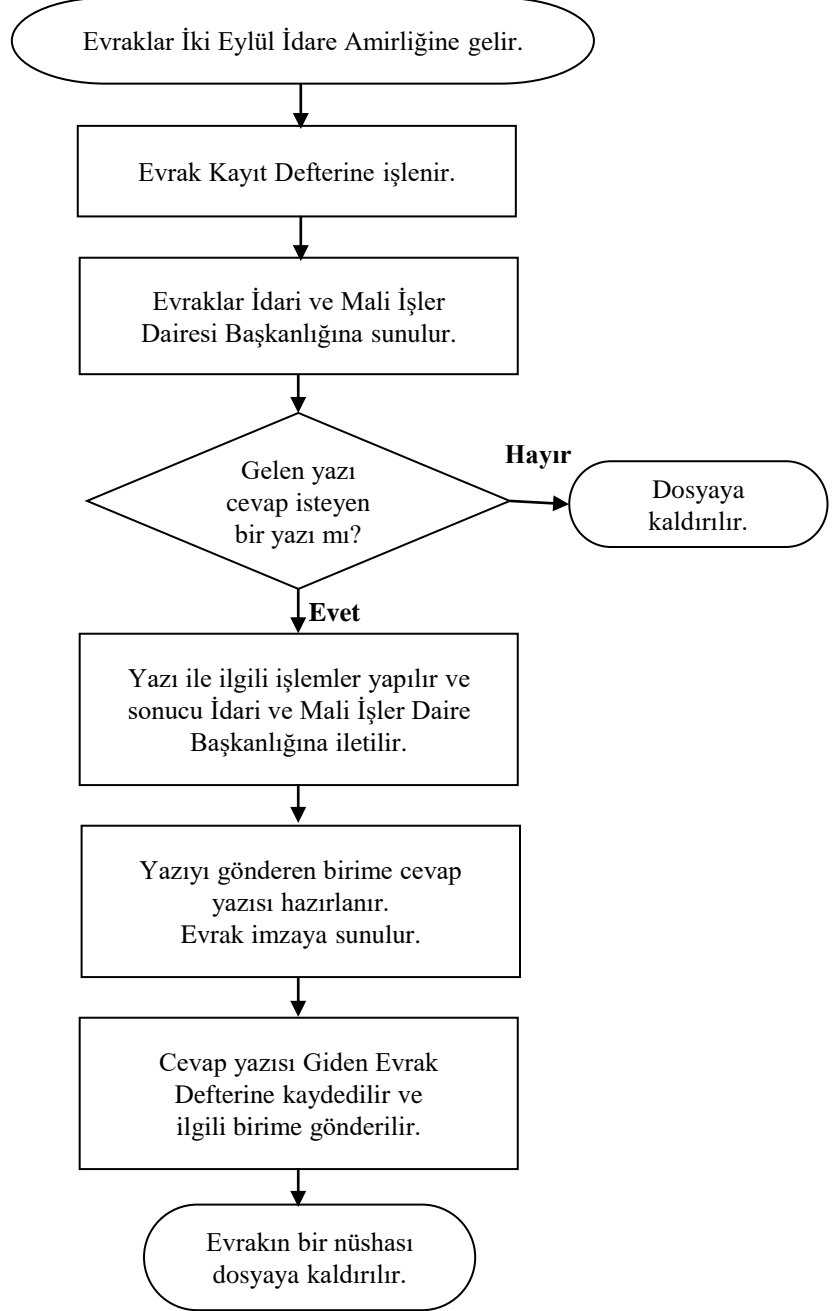 Evraklar İki Eylül İdare Amirliğine gelir.
Evrak Kayıt Defterine işlenir.
Evraklar İdari ve Mali İşler
Dairesi Başkanlığına sunulur.
Gelen yazı
cevap isteyen
bir yazı mı?
Hayır
Dosyaya
kaldırılır.
Evet
Yazı ile ilgili işlemler yapılır ve
sonucu İdari ve Mali İşler Daire
Başkanlığına iletilir.
Yazıyı gönderen birime cevap
yazısı hazırlanır.
Evrak imzaya sunulur.
Cevap yazısı Giden Evrak
Defterine kaydedilir ve
ilgili birime gönderilir.
Evrakın bir nüshası
dosyaya kaldırılır.